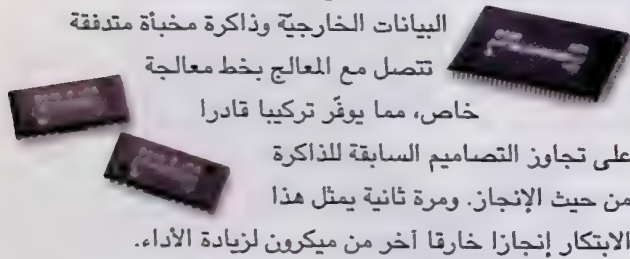 البيانات الخارجيّة وذاكرة مخبأة متدفقة
تتصل مع المعالج بخط معالجة
خاص، مما يوفّر تركيبا قادرا
على تجاوز التصاميم السابقة للذاكرة
من حيث الإنجاز. ومرة ثانية يمثل هذا
الابتكار إنجازا خارقا آخر من ميكرون لزيادة الأداء.